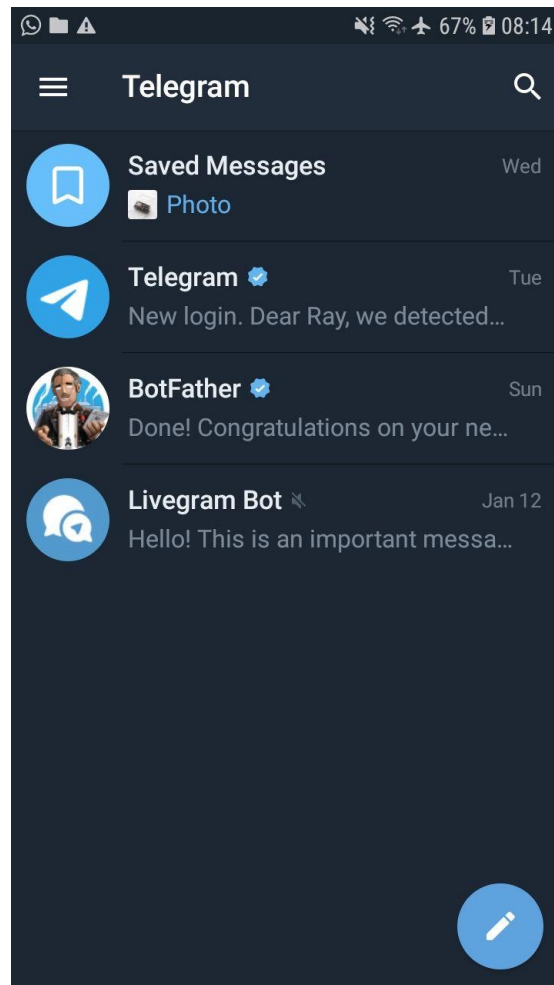 67% 08:14
Telegram
Saved Messages Wed
Photo
Telegram Tue
New login. Dear Ray, we detected...
BotFather Sun
Done! Congratulations on your ne...
Livegram Bot Jan 12
Hello! This is an important messa...